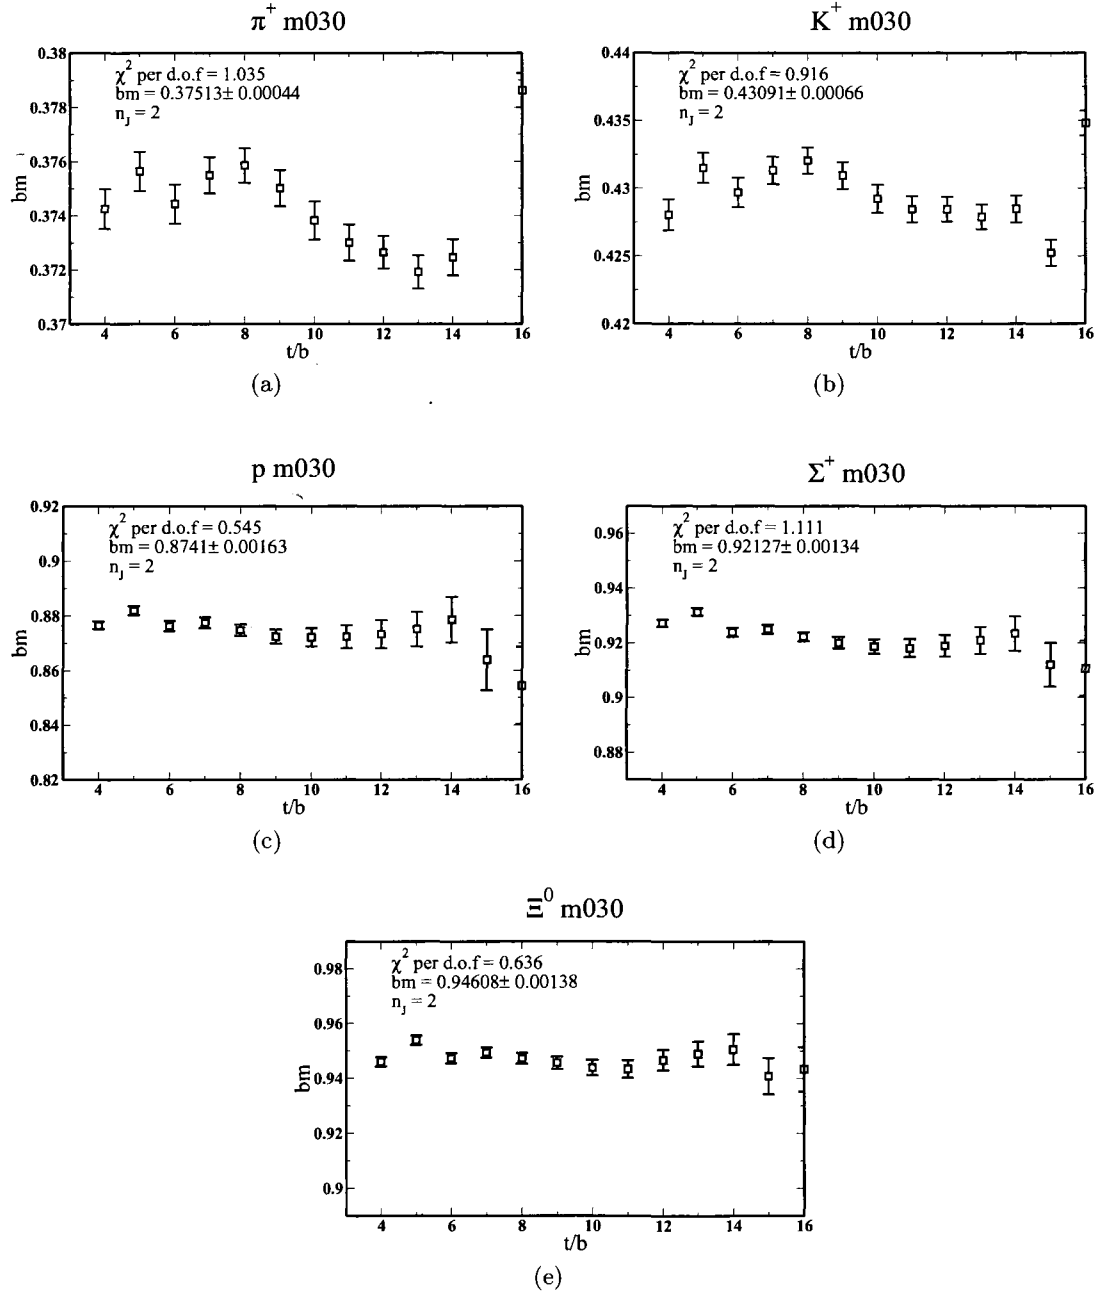 π⁺ m030
0.38
0.378
0.376
0.374
0.372
0.37
bm
χ² per d.o.f = 1.035
bm = 0.37513± 0.00044
n_J = 2
4 6 8 10 12 14 16
t/b
(a)
K⁺ m030
0.44
0.435
0.43
0.425
0.42
bm
χ² per d.o.f = 0.916
bm = 0.43091± 0.00066
n_J = 2
4 6 8 10 12 14 16
t/b
(b)
p m030
0.92
0.9
0.88
0.86
0.84
0.82
bm
χ² per d.o.f = 0.545
bm = 0.8741± 0.00163
n_J = 2
4 6 8 10 12 14 16
t/b
(c)
Σ⁺ m030
0.96
0.94
0.92
0.9
0.88
bm
χ² per d.o.f = 1.111
bm = 0.92127± 0.00134
n_J = 2
4 6 8 10 12 14 16
t/b
(d)
Ξ⁰ m030
0.98
0.96
0.94
0.92
0.9
bm
χ² per d.o.f = 0.636
bm = 0.94608± 0.00138
n_J = 2
4 6 8 10 12 14 16
t/b
(e)